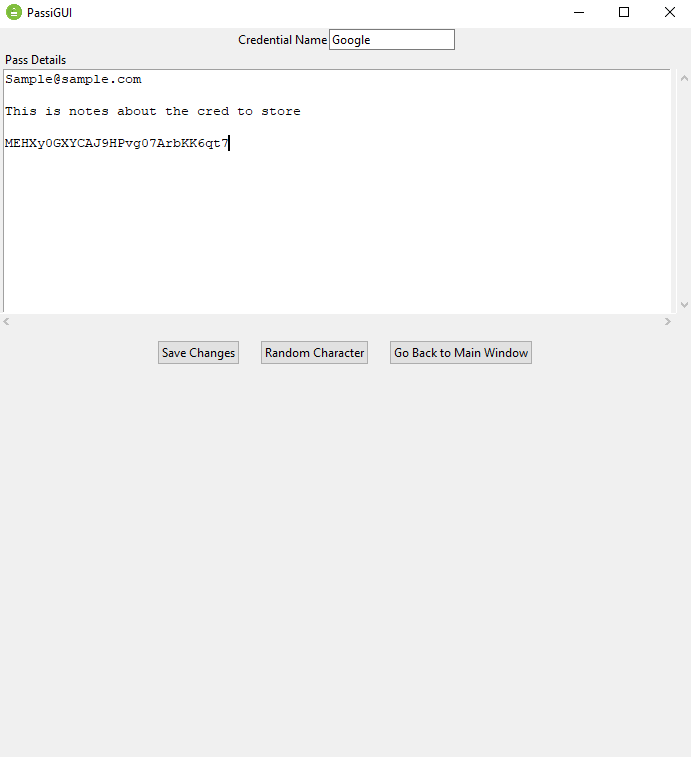 PassiGUI
Credential Name Google
Pass Details
Sample@sample.com
This is notes about the cred to store
MEHXy0GXYCAJ9HPvg07ArbKK6qt7
Save Changes Random Character Go Back to Main Window